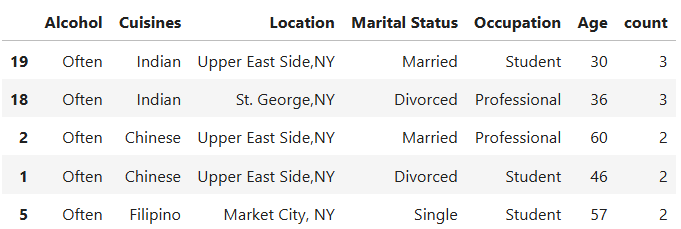 Alcohol Cuisines Location Marital Status Occupation Age count
19 Often Indian Upper East Side,NY Married Student 30 3
18 Often Indian St. George,NY Divorced Professional 36 3
2 Often Chinese Upper East Side,NY Married Professional 60 2
1 Often Chinese Upper East Side,NY Divorced Student 46 2
5 Often Filipino Market City, NY Single Student 57 2